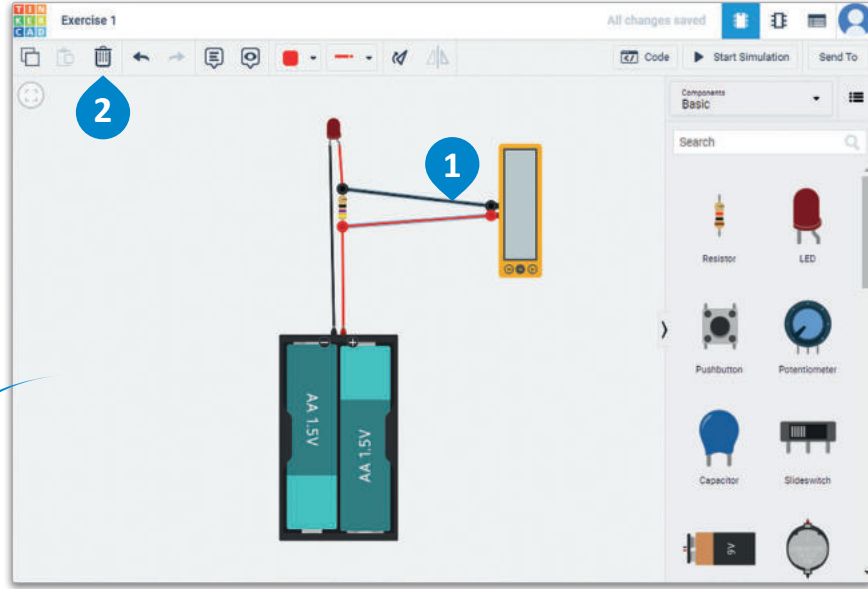 TIN
KER
CAD
Exercise 1
All changes saved
Code
Start Simulation
Send To
2
1
Components
Basic
Search
Resistor
LED
Pushbutton
Potentiometer
Capacitor
Slideswitch
9V
AA 1.5V
AA 1.5V